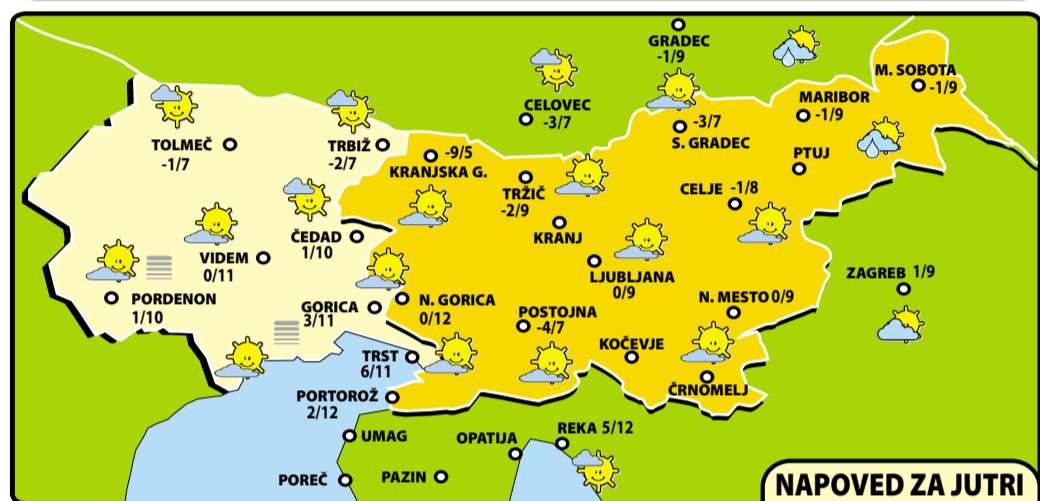 GRADEC
-1/9
M. SOBOTA
-1/9
CELOVEC
-3/7
MARIBOR
-1/9
-3/7
S. GRADEC
TOLMEČ
-1/7
TRBIŽ
-2/7
-9/5
KRANJSKA G.
PTUJ
TRŽIČ
-2/9
CELJE -1/8
KRANJ
ČEDAD
1/10
VIDEM
0/11
LJUBLJANA
0/9
ZAGREB 1/9
PORDENON
1/10
GORICA
3/11
N. GORICA
0/12
POSTOJNA
-4/7
N. MESTO 0/9
KOČEVJE
TRST
6/11
ČRNOMELJ
PORTOROŽ
2/12
UMAG
OPATIJA
REKA 5/12
POREČ
PAZIN
NAPOVED ZA JUTRI